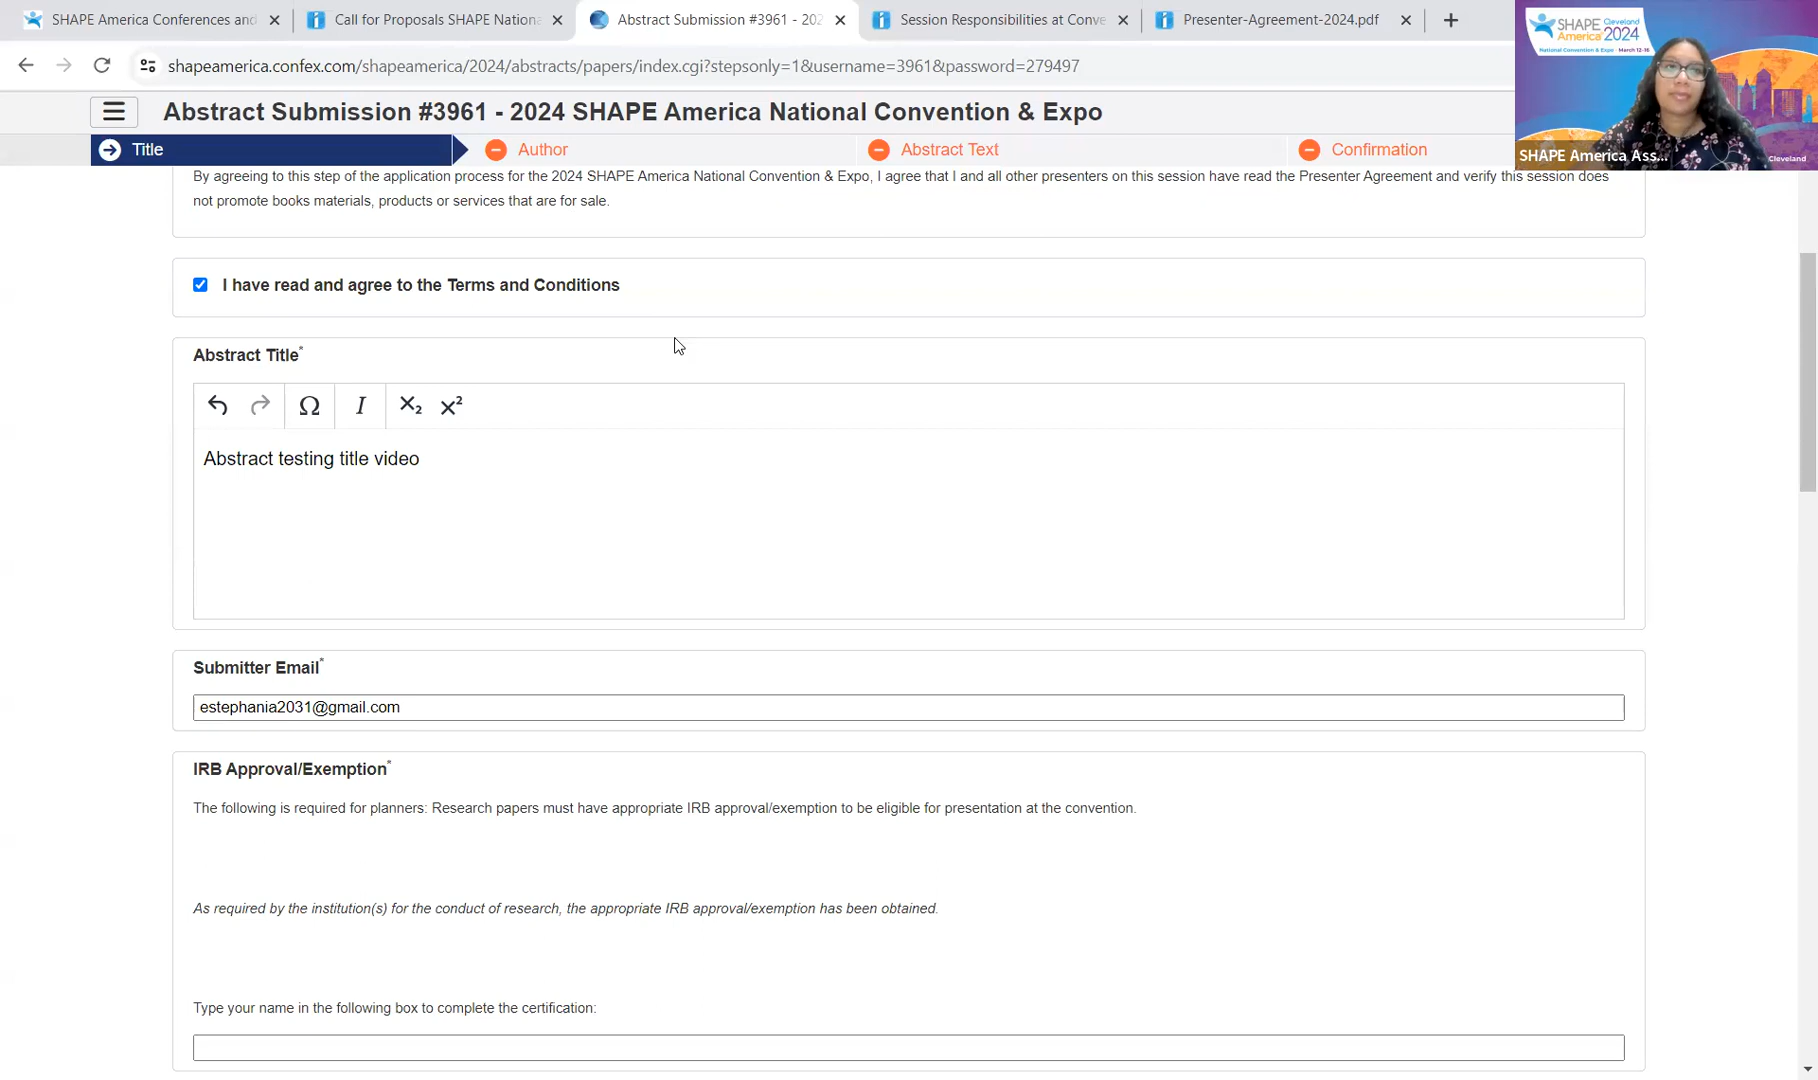 SHAPE America Conferences and
Call for Proposals SHAPE Nationa
Abstract Submission #3961 - 202
Session Responsibilities at Conve
Presenter-Agreement-2024.pdf
shapeamerica.confex.com/shapeamerica/2024/abstracts/papers/index.cgi?stepsonly=1&username=3961&password=279497
SHAPE America Cleveland 2024
National Convention & Expo March 12-16
SHAPE America Ass...
Cleveland
Abstract Submission #3961 - 2024 SHAPE America National Convention & Expo
Title
Author
Abstract Text
Confirmation
By agreeing to this step of the application process for the 2024 SHAPE America National Convention & Expo, I agree that I and all other presenters on this session have read the Presenter Agreement and verify this session does
not promote books materials, products or services that are for sale.
I have read and agree to the Terms and Conditions
Abstract Title*
Ω I X₂ X²
Abstract testing title video
Submitter Email*
estephania2031@gmail.com
IRB Approval/Exemption*
The following is required for planners: Research papers must have appropriate IRB approval/exemption to be eligible for presentation at the convention.
As required by the institution(s) for the conduct of research, the appropriate IRB approval/exemption has been obtained.
Type your name in the following box to complete the certification: